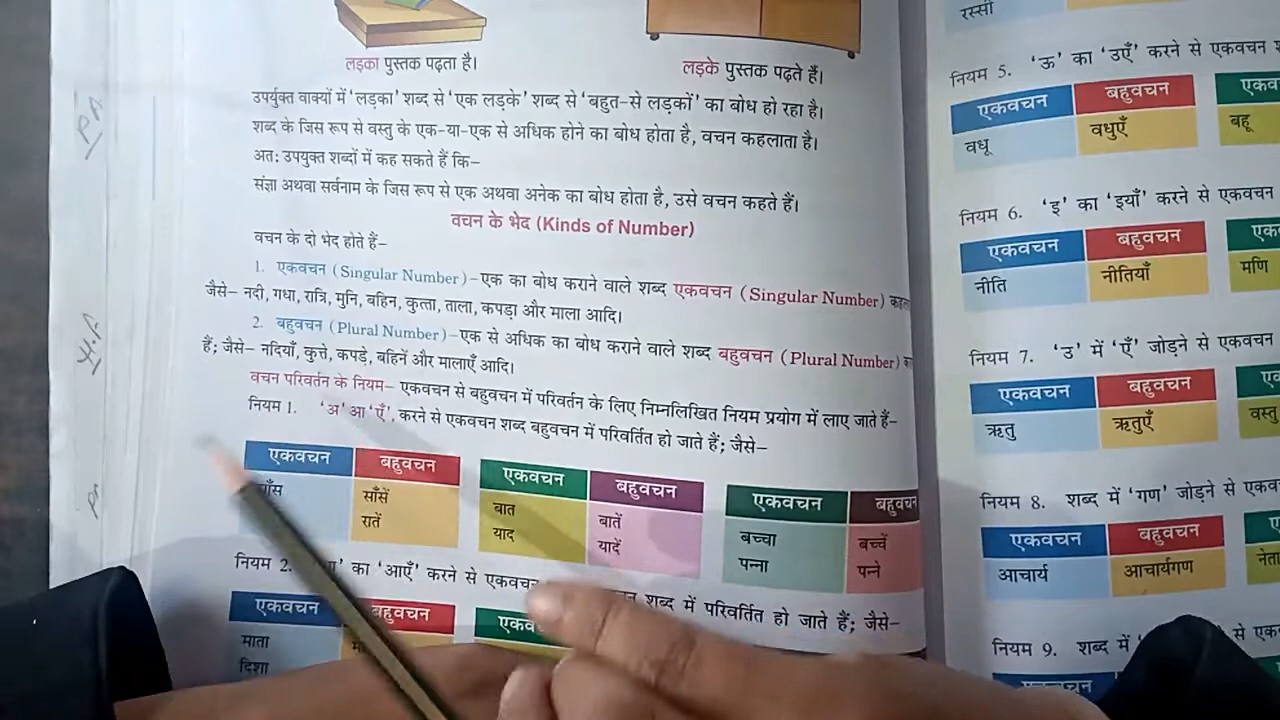 लड़का पुस्तक पढ़ता है।
लड़के पुस्तक पढ़ते हैं।
उपर्युक्त वाक्यों में 'लड़का' शब्द से 'एक लड़के' शब्द से 'बहुत-से लड़कों' का बोध हो रहा है।
शब्द के जिस रूप से वस्तु के एक-या-एक से अधिक होने का बोध होता है, वचन कहलाता है।
अतः उपयुक्त शब्दों में कह सकते हैं कि–
संज्ञा अथवा सर्वनाम के जिस रूप से एक अथवा अनेक का बोध होता है, उसे वचन कहते हैं।
वचन के भेद (Kinds of Number)
वचन के दो भेद होते हैं–
1. एकवचन (Singular Number)–एक का बोध कराने वाले शब्द एकवचन (Singular Number)
जैसे– नदी, गधा, रात्रि, मुनि, बहिन, कुत्ता, ताला, कपड़ा और माला आदि।
2. बहुवचन (Plural Number)–एक से अधिक का बोध कराने वाले शब्द बहुवचन (Plural Number)
हैं; जैसे– नदियाँ, कुत्ते, कपड़े, बहिनें और मालाएँ आदि।
वचन परिवर्तन के नियम– एकवचन से बहुवचन में परिवर्तन के लिए निम्नलिखित नियम प्रयोग में लाए जाते हैं–
नियम 1. 'अ' आ 'एँ', करने से एकवचन शब्द बहुवचन में परिवर्तित हो जाते हैं; जैसे–
एकवचन बहुवचन एकवचन बहुवचन एकवचन
साँसें बात बातें बच्चा बच्चें
रातें याद यादें पन्ना पन्ने
नियम 2. का 'आएँ' करने से शब्द में परिवर्तित हो जाते हैं; जैसे–
एकवचन बहुवचन
माता
दिशा
रस्सी
नियम 5. 'ऊ' का 'उएँ' करने से एकवचन
एकवचन बहुवचन
वधू वधुएँ बहू
नियम 6. 'इ' का 'इयाँ' करने से एकवचन
एकवचन बहुवचन
नीति नीतियाँ मणि
नियम 7. 'उ' में 'एँ' जोड़ने से एकवचन
एकवचन बहुवचन
ऋतु ऋतुएँ वस्तु
नियम 8. शब्द में 'गण' जोड़ने से
एकवचन बहुवचन
आचार्य आचार्यगण नेता
नियम 9. शब्द में